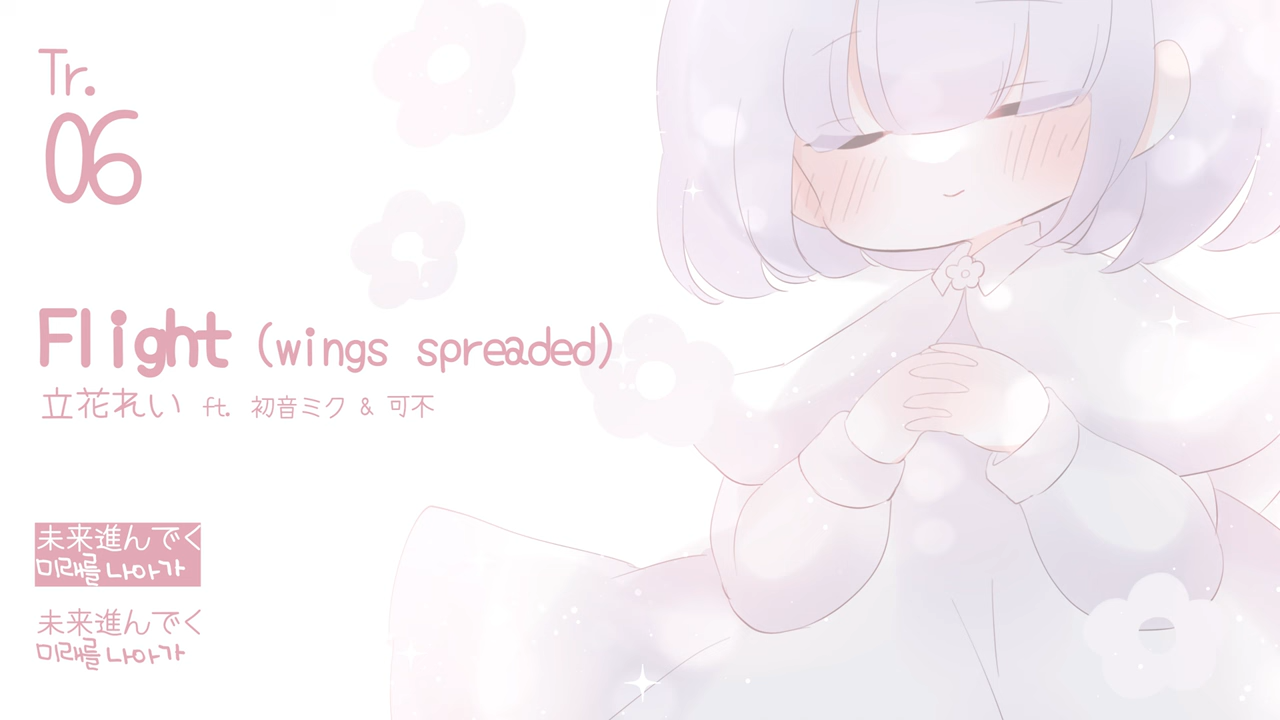 Tr.
06
Flight (wings spreaded)
立花れい ft. 初音ミク & 可不
未来進んでく
미래를 나아가
未来進んでく
미래를 나아가